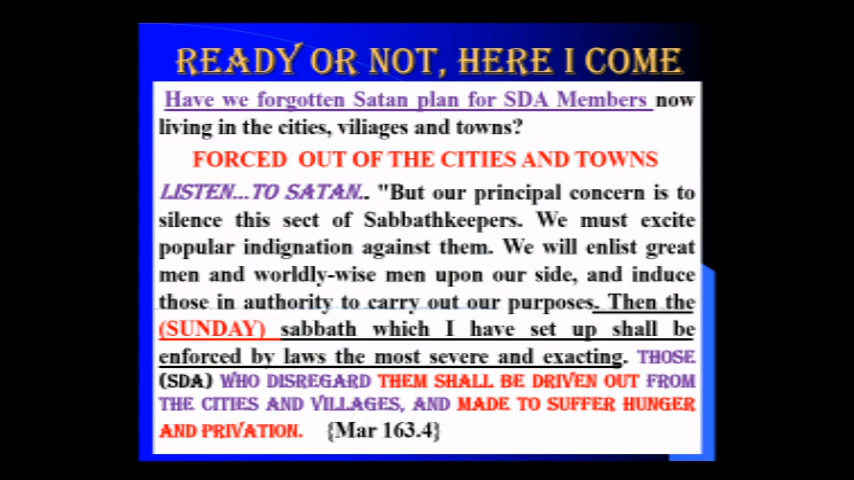 READY OR NOT, HERE I COME
Have we forgotten Satan plan for SDA Members now
living in the cities, viliages and towns?
FORCED OUT OF THE CITIES AND TOWNS
LISTEN...TO SATAN.. "But our principal concern is to
silence this sect of Sabbathkeepers. We must excite
popular indignation against them. We will enlist great
men and worldly-wise men upon our side, and induce
those in authority to carry out our purposes. Then the
(SUNDAY) sabbath which I have set up shall be
enforced by laws the most severe and exacting. THOSE
(SDA) WHO DISREGARD THEM SHALL BE DRIVEN OUT FROM
THE CITIES AND VILLAGES, AND MADE TO SUFFER HUNGER
AND PRIVATION. {Mar 163.4}